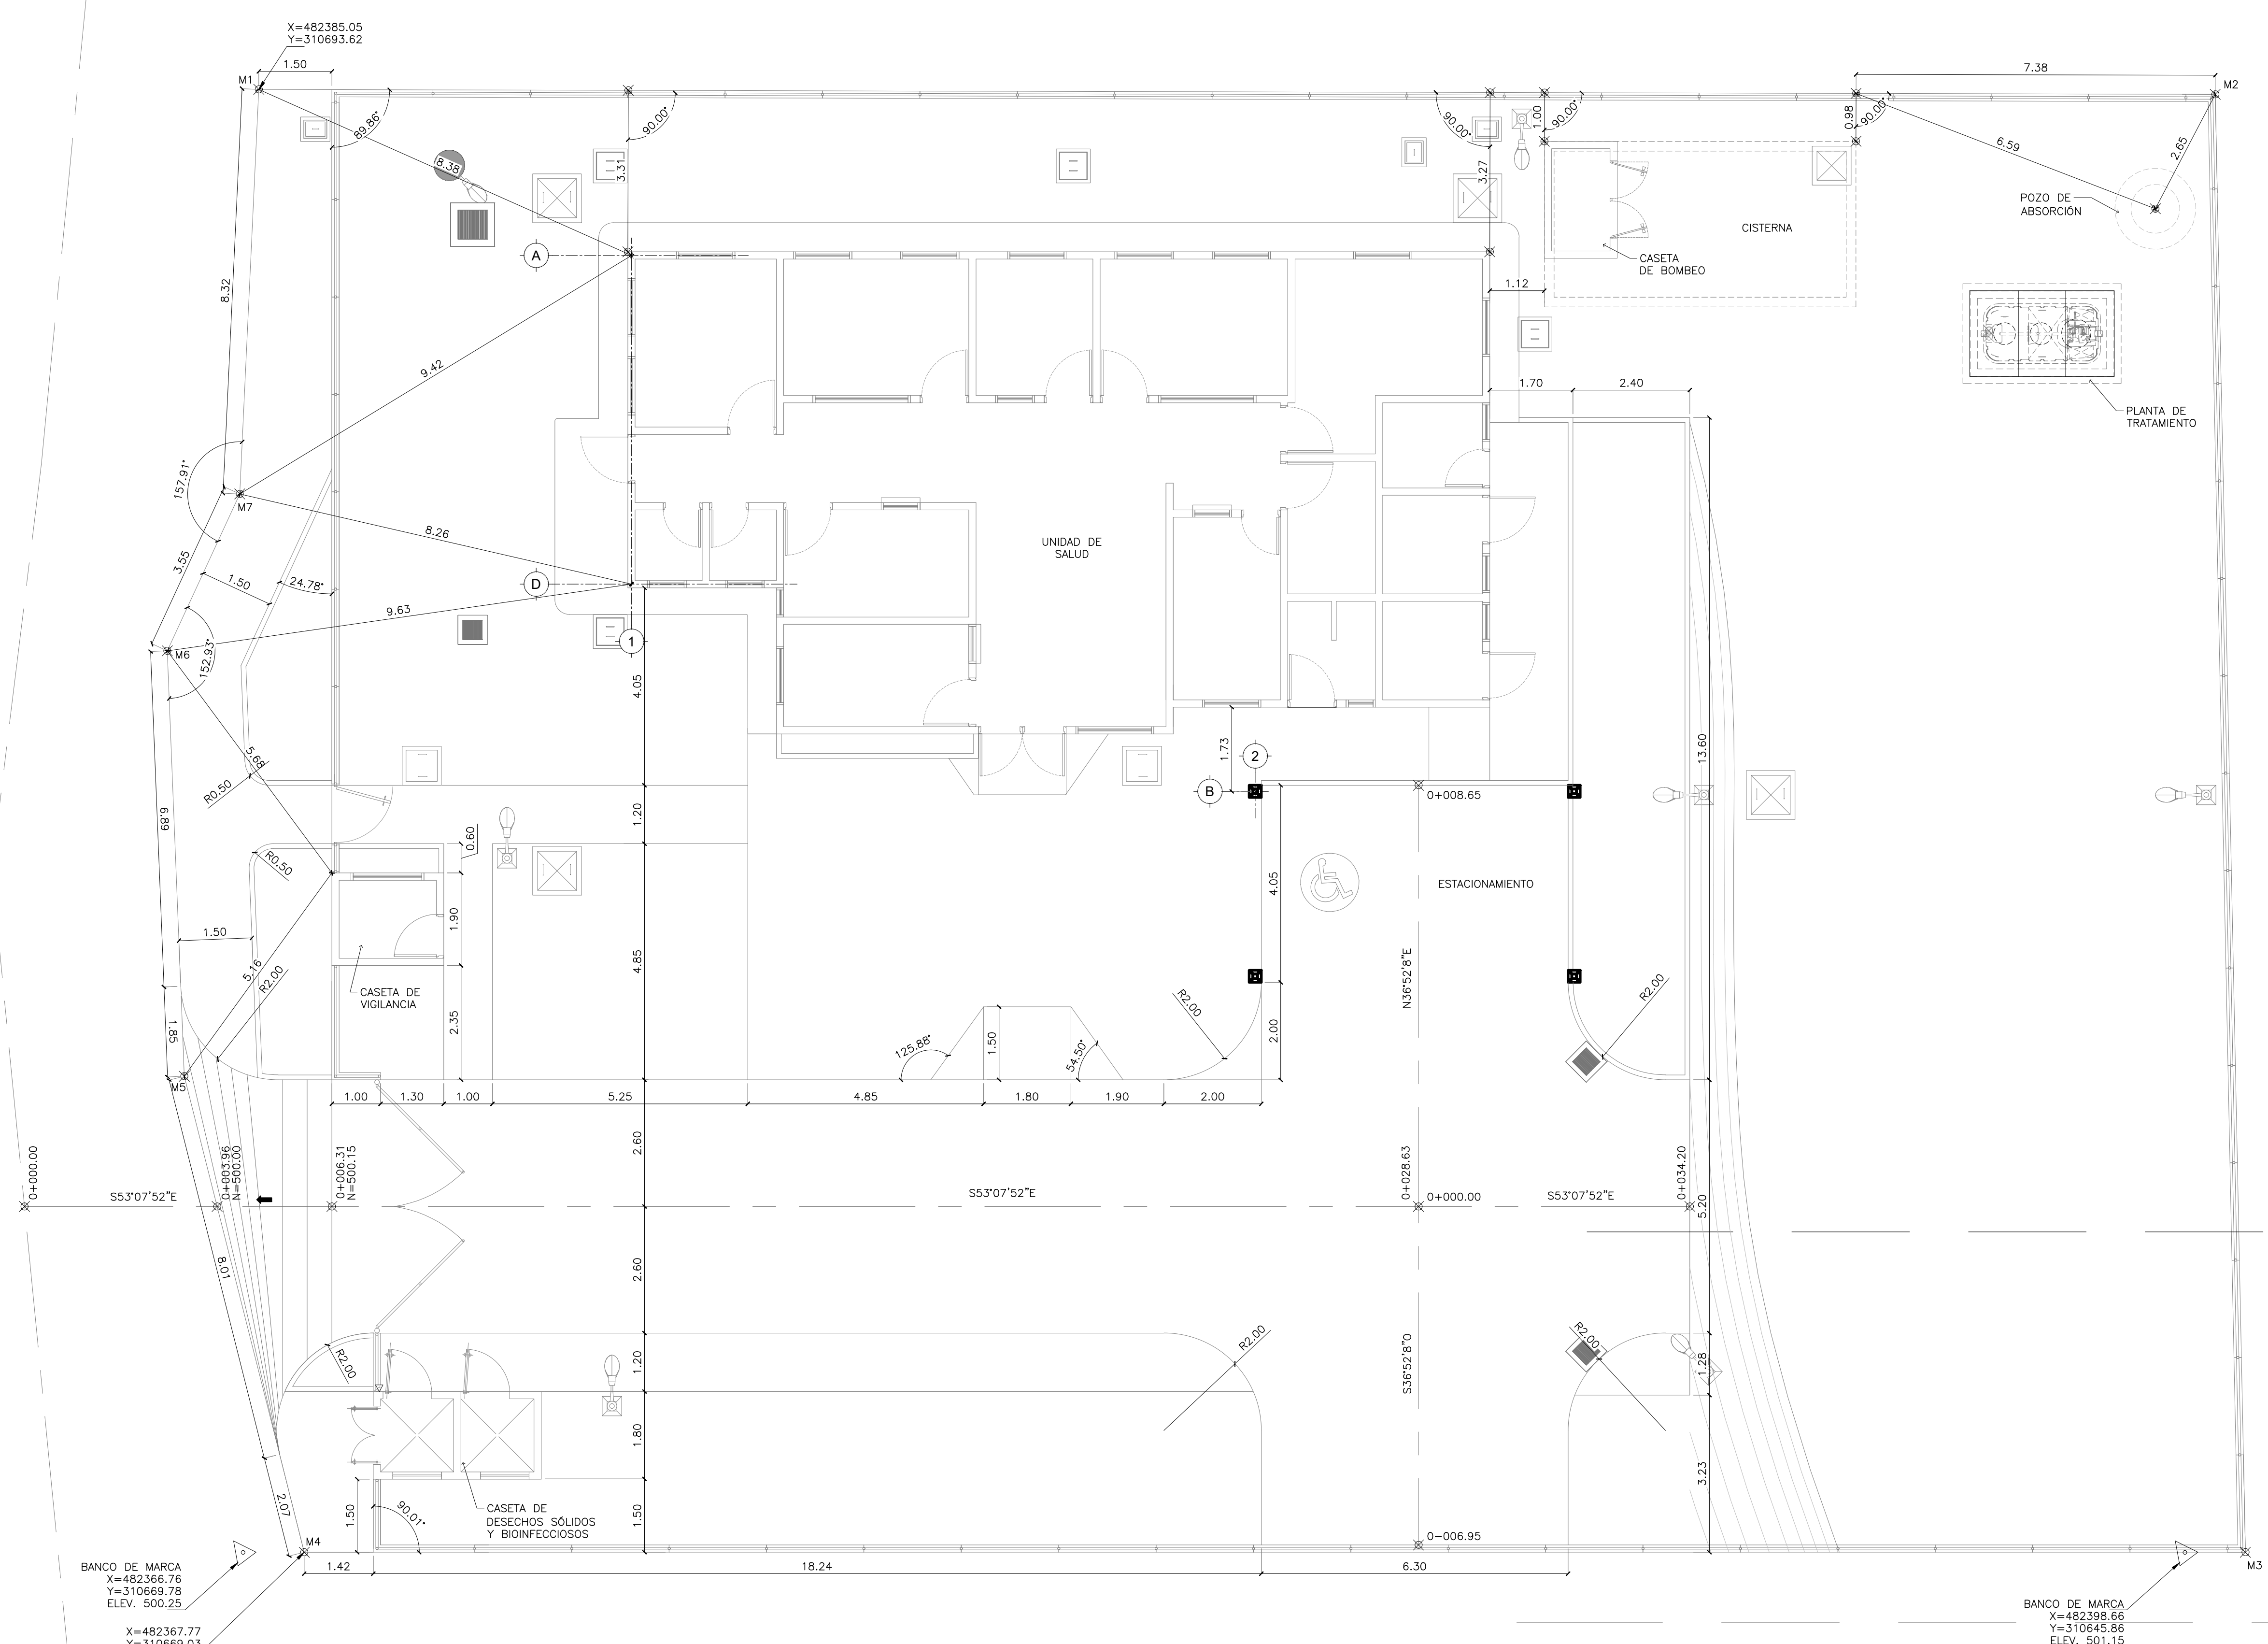 X=482385.05
Y=310693.62
1.50
M1
7.38
M2
89.86°
90.00°
90.00°
1.00
90.00°
0.98
90.00°
8.38
3.31
3.27
6.59
2.65
POZO DE
ABSORCIÓN
CISTERNA
A
CASETA
DE BOMBEO
8.32
1.12
9.42
1.70
2.40
PLANTA DE
TRATAMIENTO
157.91°
M7
8.26
UNIDAD DE
SALUD
3.55
1.50
24.78°
D
9.63
1
M6
152.93°
4.05
1.73
2
13.60
5.68
R0.50
B
0+008.65
6.89
1.20
0.60
R0.50
4.05
ESTACIONAMIENTO
1.90
1.50
4.85
N36°52'8"E
5.16
R2.00
CASETA DE
VIGILANCIA
R2.00
R2.00
1.85
2.35
125.88°
1.50
54.50°
2.00
M5
1.00
1.30
1.00
5.25
4.85
1.80
1.90
2.00
2.60
0+000.00
0+003.96
N=500.00
0+006.31
N=500.15
0+028.63
0+034.20
S53°07'52"E
S53°07'52"E
0+000.00
S53°07'52"E
5.20
8.01
2.60
R2.00
1.20
R2.00
R2.00
1.28
S36°52'8"O
1.80
3.23
2.07
1.50
90.01°
CASETA DE
DESECHOS SÓLIDOS
Y BIOINFECCIOSOS
1.50
0-006.95
M4
1.42
18.24
6.30
M3
BANCO DE MARCA
X=482366.76
Y=310669.78
ELEV. 500.25
X=482367.77
Y=310669.03
BANCO DE MARCA
X=482398.66
Y=310645.86
ELEV. 501.15